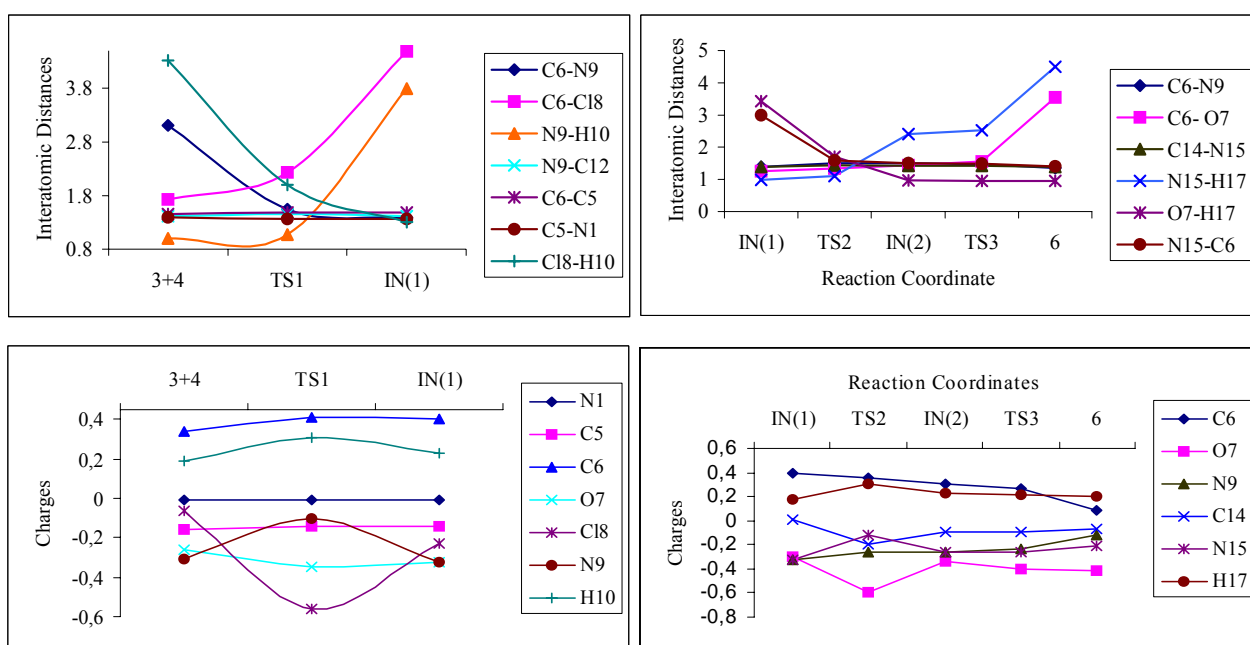 Interatomic Distances
3.8
2.8
1.8
0.8
3+4
TS1
IN(1)
C6-N9
C6-Cl8
N9-H10
N9-C12
C6-C5
C5-N1
Cl8-H10
Interatomic Distances
5
4
3
2
1
0
IN(1)
TS2
IN(2)
TS3
6
Reaction Coordinate
C6-N9
C6- O7
C14-N15
N15-H17
O7-H17
N15-C6
3+4
TS1
IN(1)
Charges
0,4
0,2
0
-0,2
-0,4
-0,6
N1
C5
C6
O7
Cl8
N9
H10
Reaction Coordinates
IN(1)
TS2
IN(2)
TS3
6
Charges
0,6
0,4
0,2
0
-0,2
-0,4
-0,6
-0,8
C6
O7
N9
C14
N15
H17